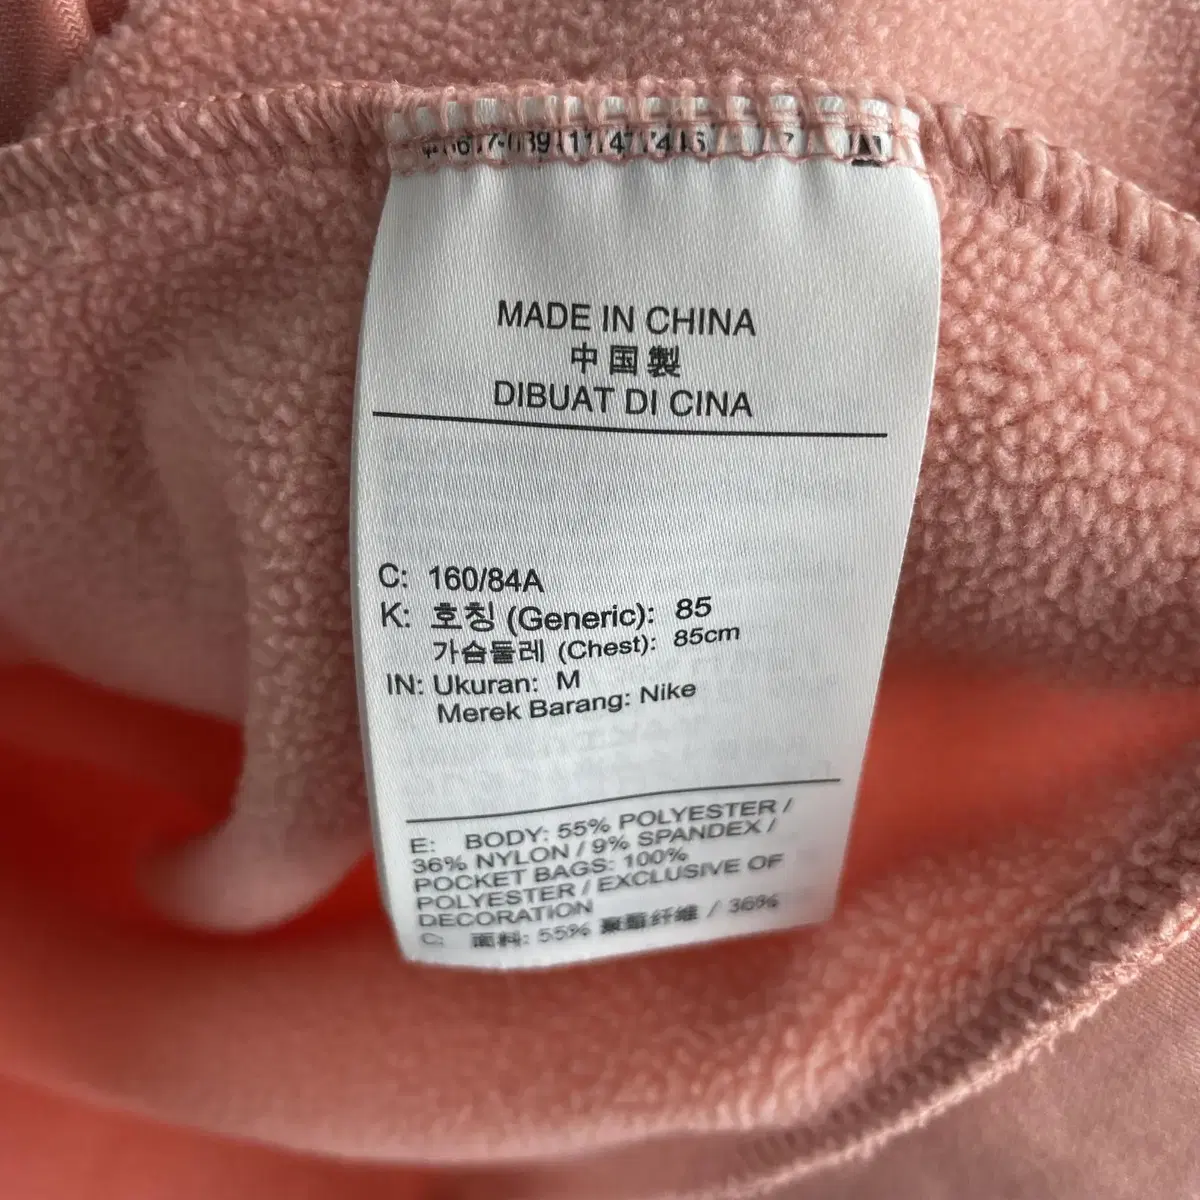 MADE IN CHINA
中国製
DIBUAT DI CINA
C: 160/84A
K: 호칭 (Generic): 85
가슴둘레 (Chest): 85cm
IN: Ukuran: M
Merek Barang: Nike
E: BODY: 55% POLYESTER /
36% NYLON / 9% SPANDEX /
POCKET BAGS: 100%
POLYESTER / EXCLUSIVE OF
DECORATION
C: 面料: 55% 聚酯纤维 / 36%